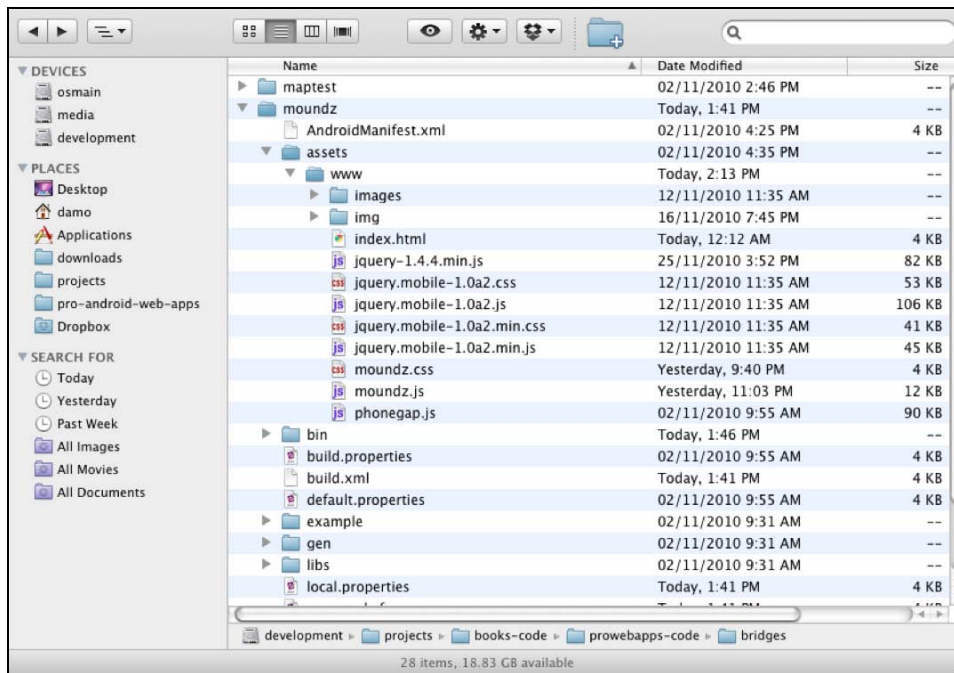 Name Date Modified Size
DEVICES
osmain
media
development
PLACES
Desktop
damo
Applications
downloads
projects
pro-android-web-apps
Dropbox
SEARCH FOR
Today
Yesterday
Past Week
All Images
All Movies
All Documents
maptest 02/11/2010 2:46 PM --
moundz Today, 1:41 PM --
AndroidManifest.xml 02/11/2010 4:25 PM 4 KB
assets 02/11/2010 4:35 PM --
www Today, 2:13 PM --
images 12/11/2010 11:35 AM --
img 16/11/2010 7:45 PM --
index.html Today, 12:12 AM 4 KB
jquery-1.4.4.min.js 25/11/2010 3:52 PM 82 KB
jquery.mobile-1.0a2.css 12/11/2010 11:35 AM 53 KB
jquery.mobile-1.0a2.js 12/11/2010 11:35 AM 106 KB
jquery.mobile-1.0a2.min.css 12/11/2010 11:35 AM 41 KB
jquery.mobile-1.0a2.min.js 12/11/2010 11:35 AM 45 KB
moundz.css Yesterday, 9:40 PM 4 KB
moundz.js Yesterday, 11:03 PM 12 KB
phonegap.js 02/11/2010 9:55 AM 90 KB
bin Today, 1:46 PM --
build.properties 02/11/2010 9:55 AM 4 KB
build.xml Today, 1:41 PM 4 KB
default.properties 02/11/2010 9:55 AM 4 KB
example 02/11/2010 9:31 AM --
gen 02/11/2010 9:31 AM --
libs 02/11/2010 9:31 AM --
local.properties Today, 1:41 PM 4 KB
development projects books-code prowebapps-code bridges
28 items, 18.83 GB available